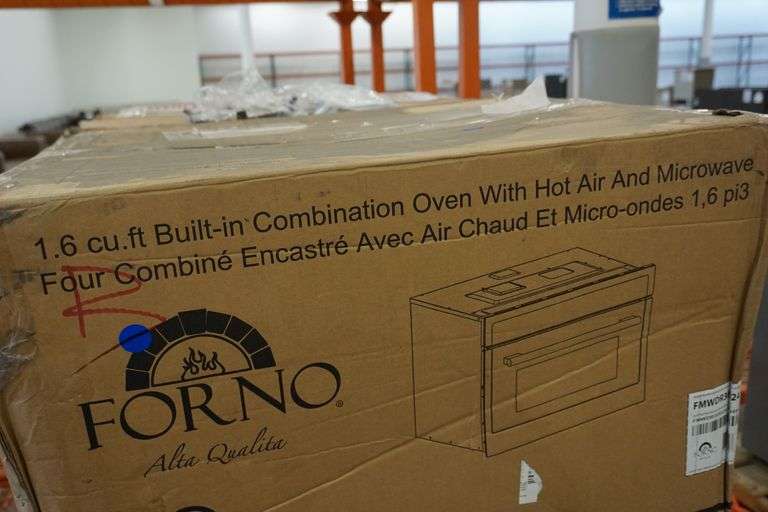 1.6 cu.ft Built-in Combination Oven With Hot Air And Microwave
Four Combiné Encastré Avec Air Chaud Et Micro-ondes 1,6 pi3
R
FORNO®
Alta Qualita